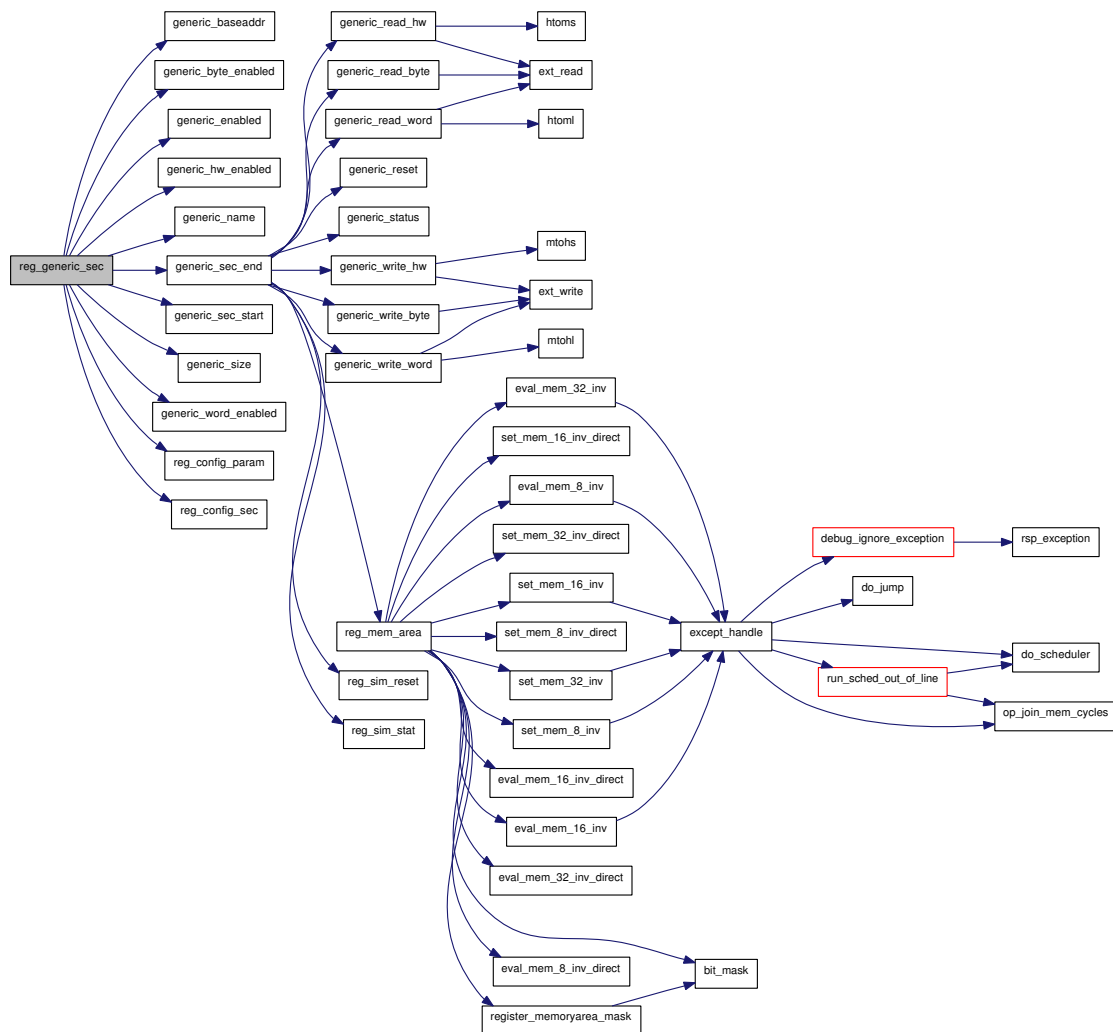 generic_baseaddr
generic_read_hw
htoms
generic_byte_enabled
generic_read_byte
ext_read
generic_enabled
generic_read_word
htoml
generic_hw_enabled
generic_reset
generic_name
generic_status
reg_generic_sec
generic_sec_end
generic_write_hw
mtohs
generic_sec_start
generic_write_byte
ext_write
generic_size
generic_write_word
mtohl
generic_word_enabled
eval_mem_32_inv
reg_config_param
set_mem_16_inv_direct
reg_config_sec
eval_mem_8_inv
set_mem_32_inv_direct
debug_ignore_exception
rsp_exception
set_mem_16_inv
do_jump
reg_mem_area
set_mem_8_inv_direct
except_handle
do_scheduler
reg_sim_reset
set_mem_32_inv
run_sched_out_of_line
reg_sim_stat
set_mem_8_inv
op_join_mem_cycles
eval_mem_16_inv_direct
eval_mem_16_inv
eval_mem_32_inv_direct
eval_mem_8_inv_direct
bit_mask
register_memoryarea_mask